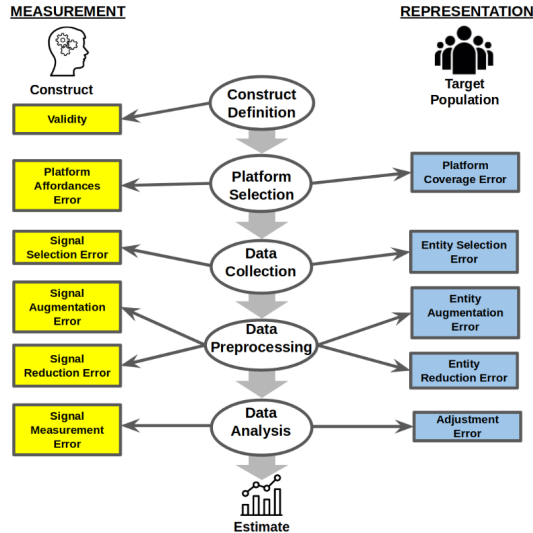 MEASUREMENT
REPRESENTATION
Construct
Target
Population
Construct
Definition
Validity
Platform
Selection
Platform
Affordances
Error
Platform
Coverage Error
Data
Collection
Signal
Selection Error
Entity Selection
Error
Signal
Augmentation
Error
Entity
Augmentation
Error
Data
Preprocessing
Signal
Reduction Error
Entity
Reduction Error
Data
Analysis
Signal
Measurement
Error
Adjustment
Error
Estimate